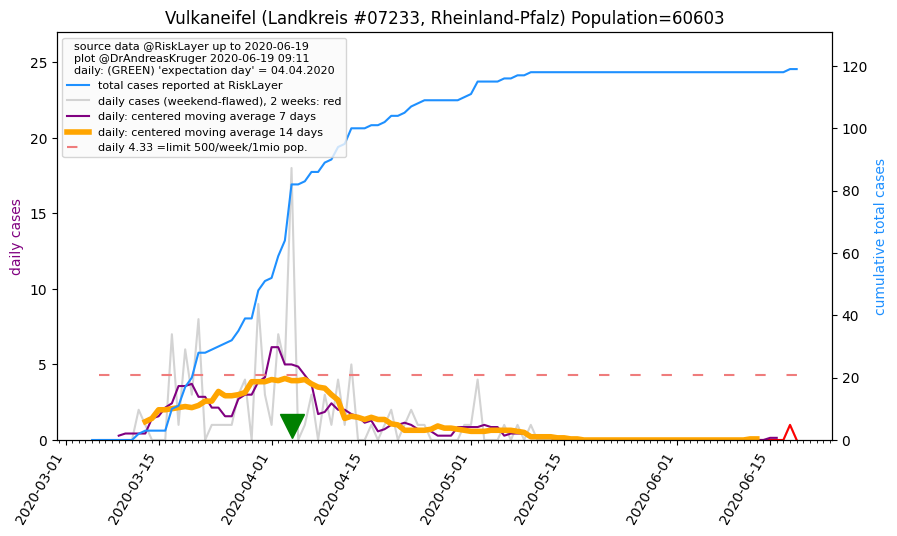 Vulkaneifel (Landkreis #07233, Rheinland-Pfalz) Population=60603
source data @RiskLayer up to 2020-06-19
plot @DrAndreasKruger 2020-06-19 09:11
daily: (GREEN) 'expectation day' = 04.04.2020
total cases reported at RiskLayer
daily cases (weekend-flawed), 2 weeks: red
daily: centered moving average 7 days
daily: centered moving average 14 days
daily 4.33 =limit 500/week/1mio pop.
daily cases
25
20
15
10
5
0
120
100
80
60
40
20
0
cumulative total cases
2020-03-01
2020-03-15
2020-04-01
2020-04-15
2020-05-01
2020-05-15
2020-06-01
2020-06-15